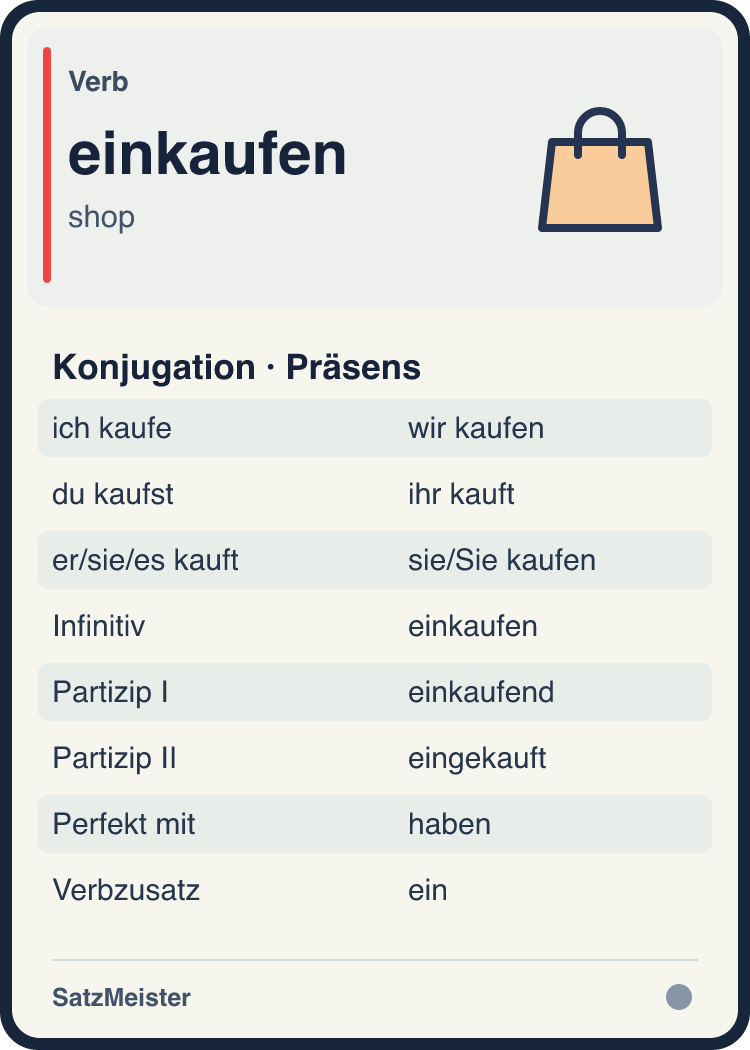 Verb
einkaufen
shop
Konjugation · Präsens
ich kaufe wir kaufen
du kaufst ihr kauft
er/sie/es kauft sie/Sie kaufen
Infinitiv einkaufen
Partizip I einkaufend
Partizip II eingekauft
Perfekt mit haben
Verbzusatz ein
SatzMeister